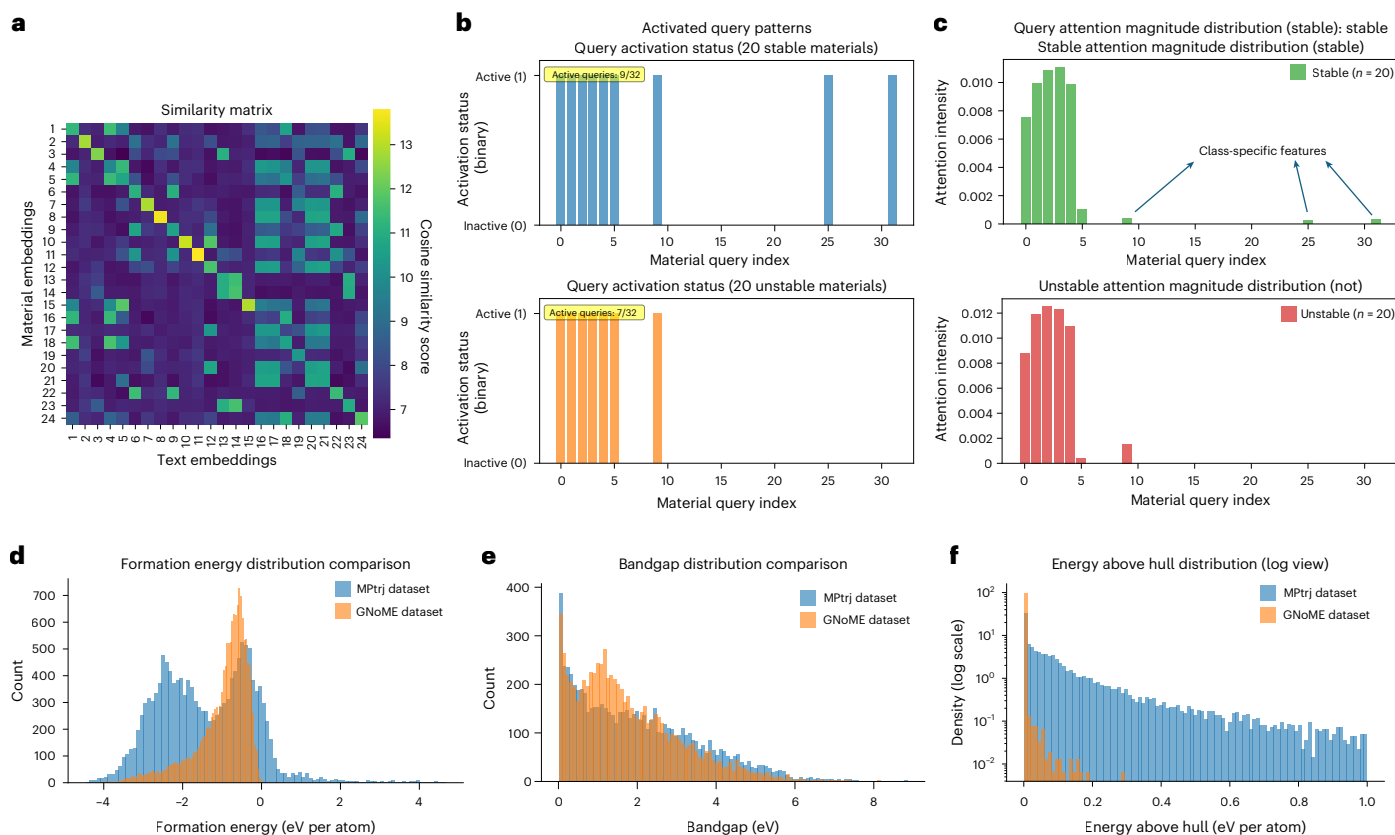 a
Similarity matrix
1
2
3
4
5
6
7
8
9
10
11
12
13
14
15
16
17
18
19
20
21
22
23
24
Material embeddings
1 2 3 4 5 6 7 8 9 10 11 12 13 14 15 16 17 18 19 20 21 22 23 24
Text embeddings
13
12
11
10
9
8
7
Cosine similarity score
b
Activated query patterns
Query activation status (20 stable materials)
Active (1)
Inactive (0)
Active queries: 9/32
Activation status
(binary)
0 5 10 15 20 25 30
Material query index
Query activation status (20 unstable materials)
Active (1)
Inactive (0)
Active queries: 7/32
Activation status
(binary)
0 5 10 15 20 25 30
Material query index
c
Query attention magnitude distribution (stable): stable
Stable attention magnitude distribution (stable)
Stable (n = 20)
0.010
0.008
0.006
0.004
0.002
0
Attention intensity
Class-specific features
0 5 10 15 20 25 30
Material query index
Unstable attention magnitude distribution (not)
Unstable (n = 20)
0.012
0.010
0.008
0.006
0.004
0.002
0
Attention intensity
0 5 10 15 20 25 30
Material query index
d
Formation energy distribution comparison
MPtrj dataset
GNoME dataset
700
600
500
400
300
200
100
0
Count
−4 −2 0 2 4
Formation energy (eV per atom)
e
Bandgap distribution comparison
MPtrj dataset
GNoME dataset
400
300
200
100
0
Count
0 2 4 6 8
Bandgap (eV)
f
Energy above hull distribution (log view)
MPtrj dataset
GNoME dataset
10²
10¹
10⁰
10⁻¹
10⁻²
Density (log scale)
0 0.2 0.4 0.6 0.8 1.0
Energy above hull (eV per atom)